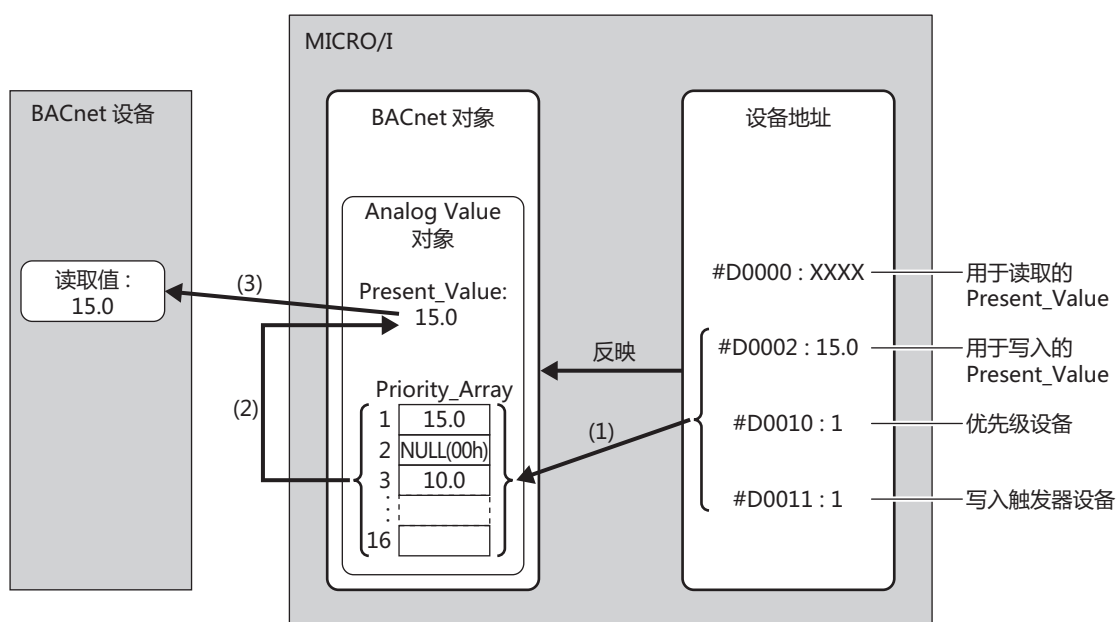 MICRO/I
BACnet 设备
读取值 :
15.0
(3)
BACnet 对象
Analog Value
对象
Present_Value:
15.0
(2)
Priority_Array
1 15.0
2 NULL(00h)
3 10.0
16
反映
(1)
设备地址
#D0000 : XXXX
用于读取的
Present_Value
#D0002 : 15.0
用于写入的
Present_Value
#D0010 : 1
优先级设备
#D0011 : 1
写入触发器设备